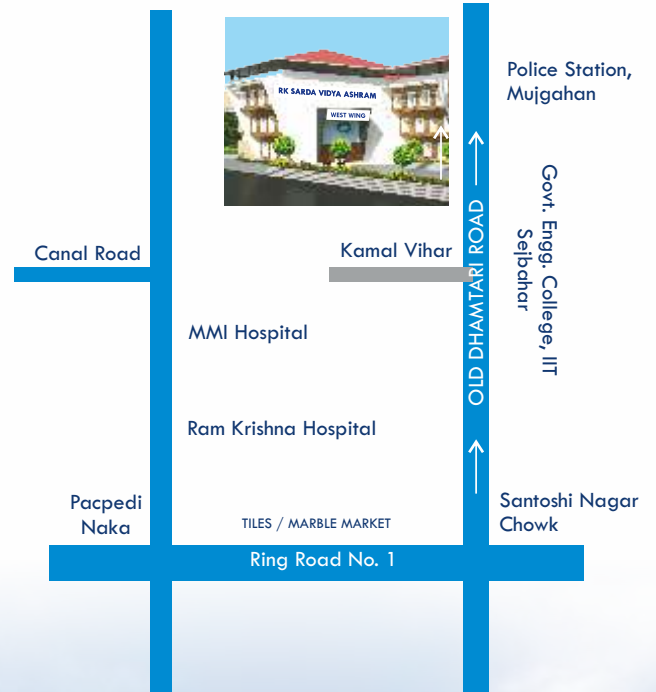 RK SARDA VIDYA ASHRAM
WEST WING
Police Station,
Mujgahan
Govt. Engg. College, IIT
Sejbahar
Canal Road
Kamal Vihar
OLD DHAMTARI ROAD
MMI Hospital
Ram Krishna Hospital
Pacpedi
Naka
TILES / MARBLE MARKET
Santoshi Nagar
Chowk
Ring Road No. 1